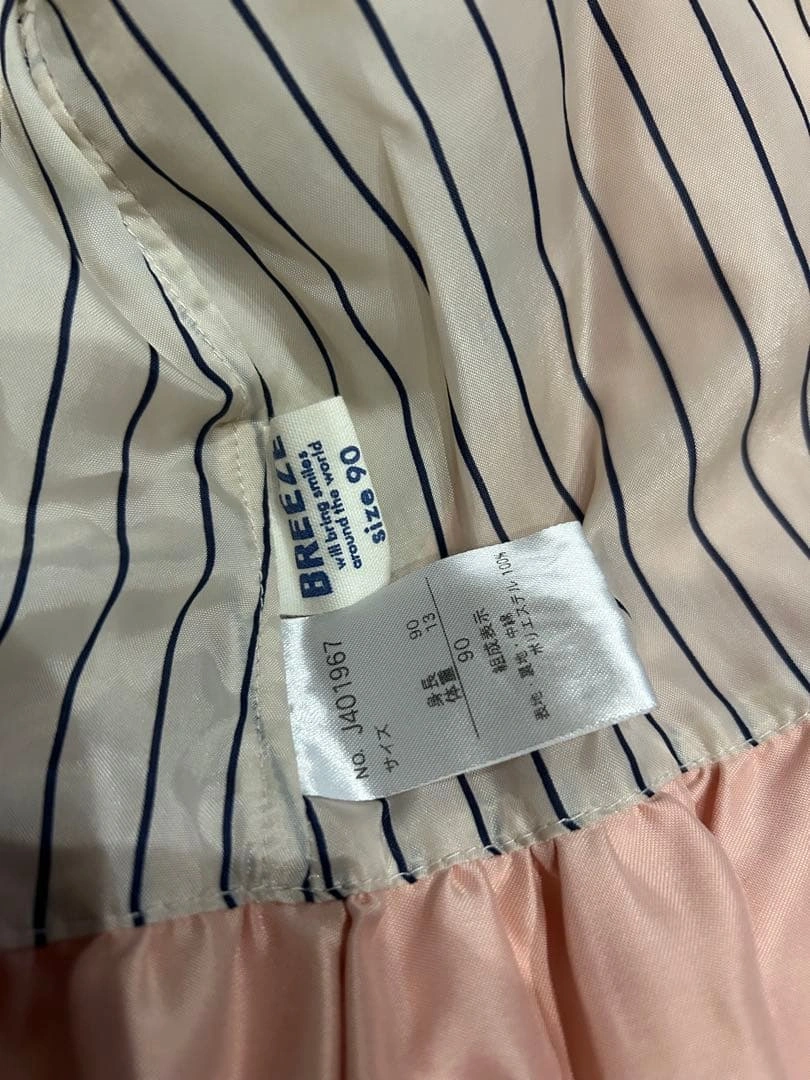 BREEZE
will bring smiles
around the world
size 90
NO. J401967
サイズ
身長 90
体重 13
90
組成表示
表地・裏地・中綿
ポリエステル 100%